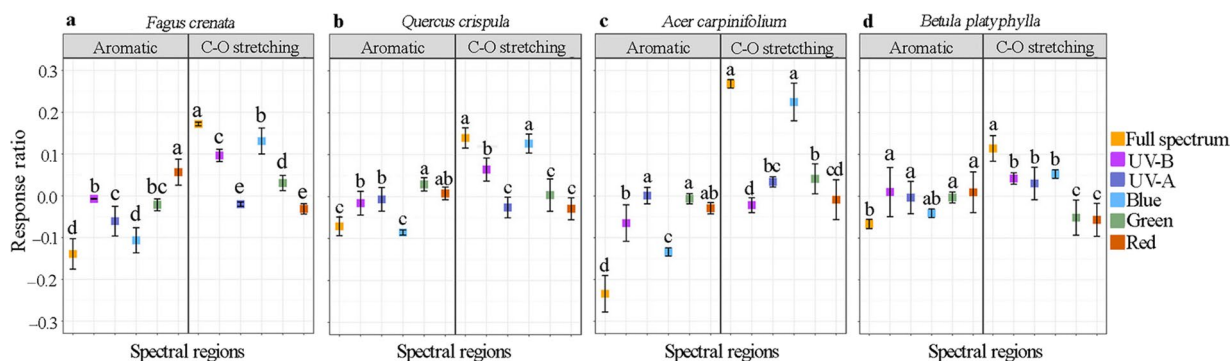 a Fagus crenata b Quercus crispula c Acer carpinifolium d Betula platyphylla
Aromatic C-O stretching Aromatic C-O stretching Aromatic C-O stretcthing Aromatic C-O stretching
Response ratio
0.3
0.2
0.1
0.0
−0.1
−0.2
−0.3
d b c d bc a a c e b d e
c b b c a ab a b c a c c
d b a c a ab a d bc a b cd
b a a ab a a a b b b c c
Spectral regions Spectral regions Spectral regions Spectral regions
Full spectrum
UV-B
UV-A
Blue
Green
Red